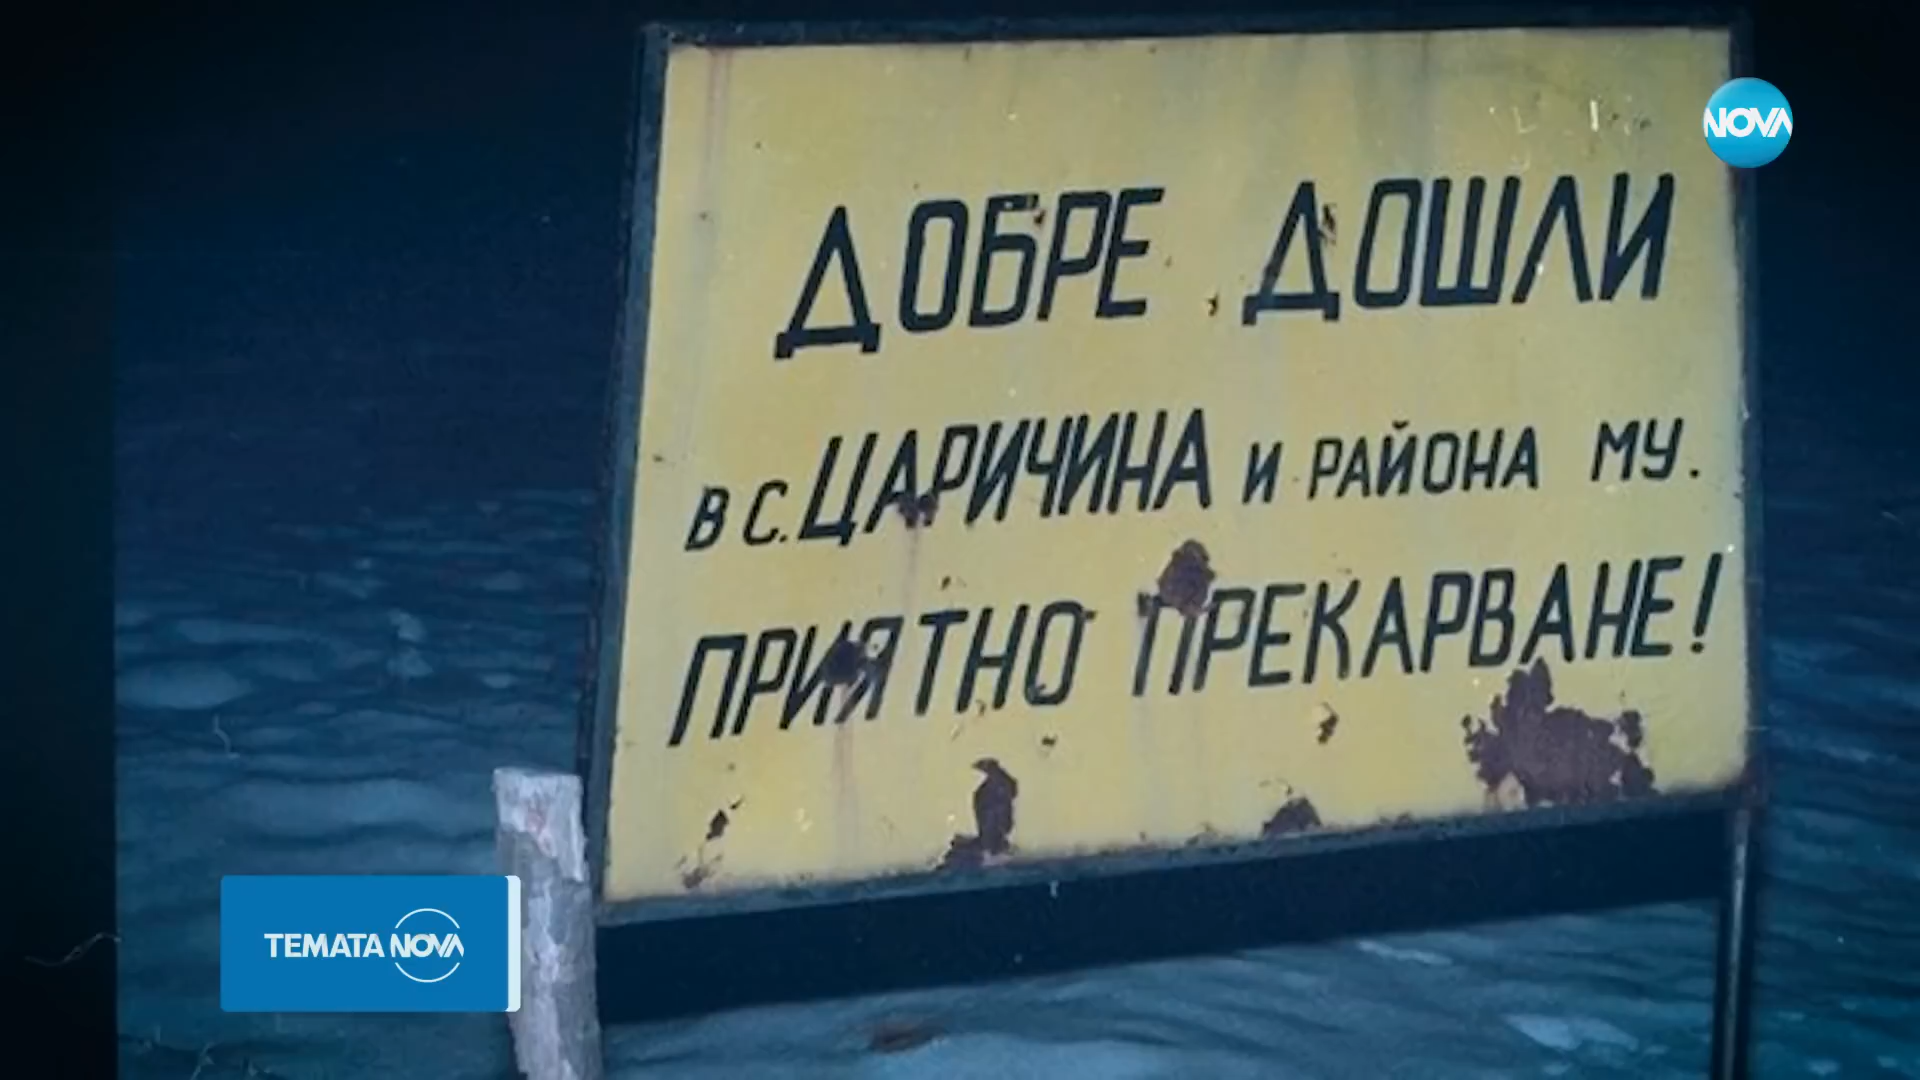 NOVA
ДОБРЕ ДОШЛИ
В С. ЦАРИЧИНА И РАЙОНА МУ.
ПРИЯТНО ПРЕКАРВАНЕ!
ТЕМАТА NOVA